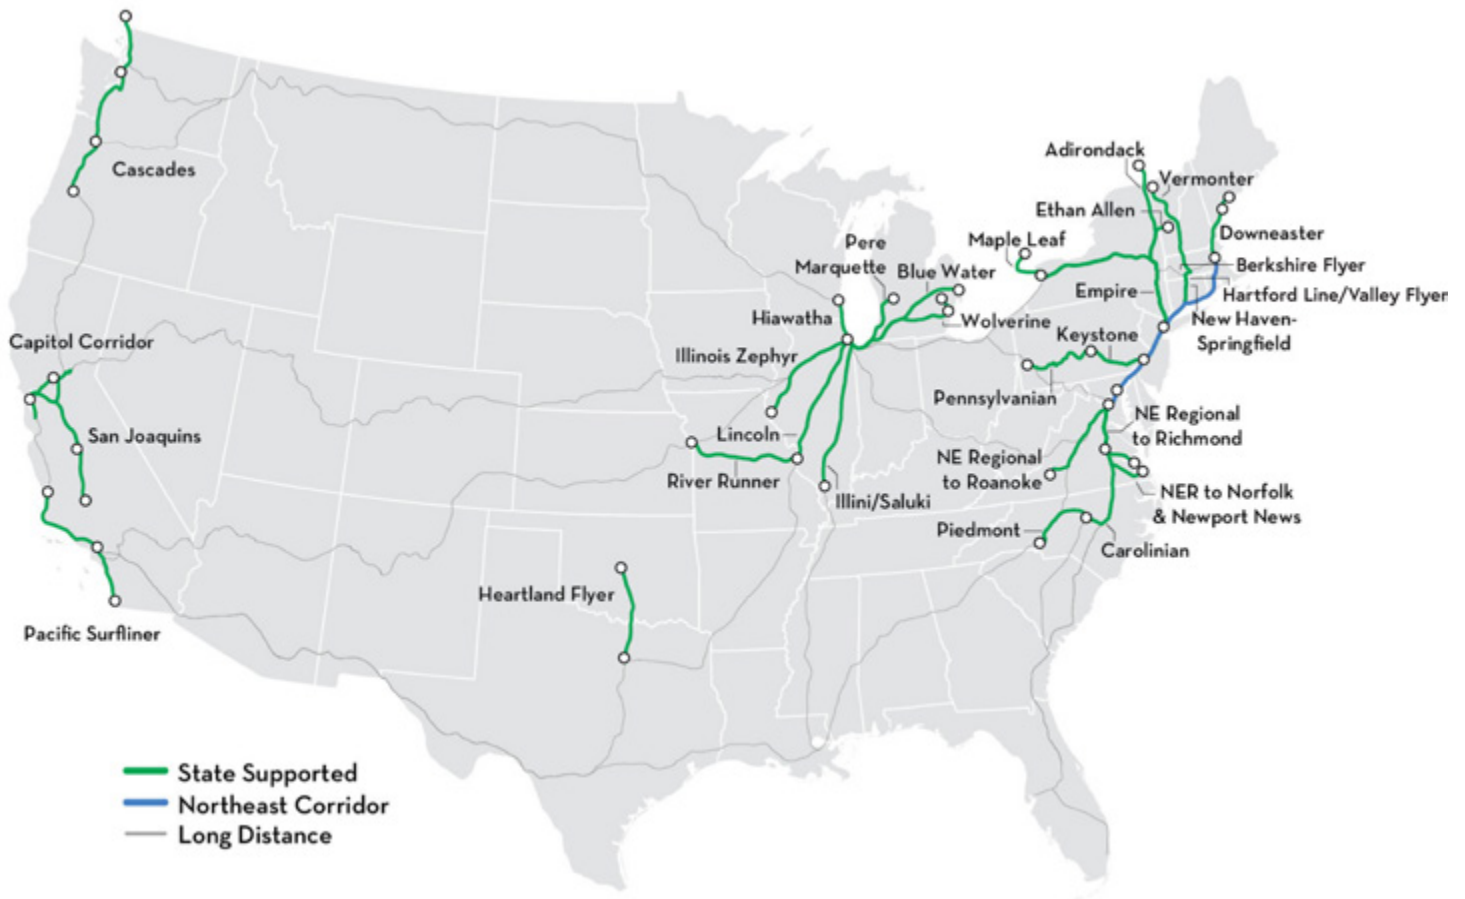 Adirondack
Vermonter
Cascades
Ethan Allen
Maple Leaf
Downeaster
Pere
Marquette
Blue Water
Berkshire Flyer
Empire
Hartford Line/Valley Flyer
Hiawatha
Wolverine
New Haven-
Springfield
Keystone
Capitol Corridor
Illinois Zephyr
Pennsylvanian
NE Regional
to Richmond
San Joaquins
Lincoln
NE Regional
to Roanoke
River Runner
Illini/Saluki
NER to Norfolk
& Newport News
Piedmont
Carolinian
Heartland Flyer
Pacific Surfliner
State Supported
Northeast Corridor
Long Distance